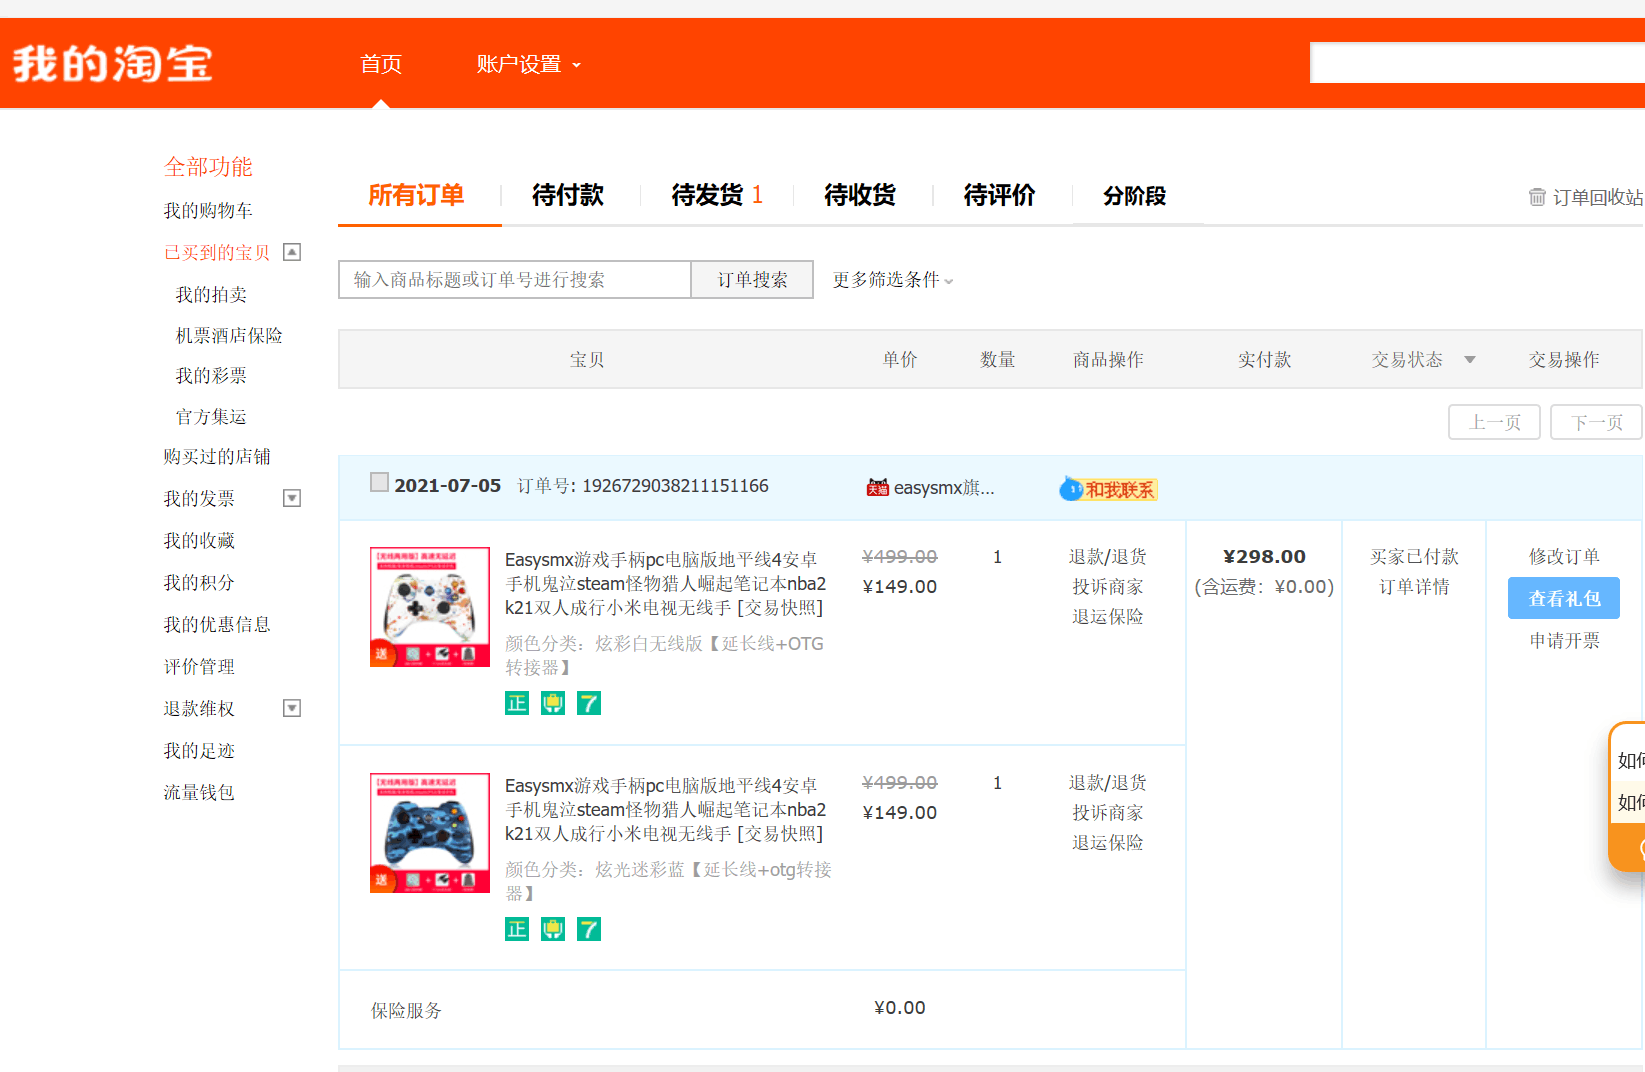 我的淘宝
首页
账户设置
全部功能
我的购物车
已买到的宝贝
我的拍卖
机票酒店保险
我的彩票
官方集运
购买过的店铺
我的发票
我的收藏
我的积分
我的优惠信息
评价管理
退款维权
我的足迹
流量钱包
所有订单 待付款 待发货 1 待收货 待评价 分阶段
订单回收站
输入商品标题或订单号进行搜索 订单搜索 更多筛选条件
宝贝 单价 数量 商品操作 实付款 交易状态 交易操作
上一页 下一页
2021-07-05 订单号: 1926729038211151166 天猫 easysmx旗... 和我联系
Easysmx游戏手柄pc电脑版地平线4安卓
手机鬼泣steam怪物猎人崛起笔记本nba2
k21双人成行小米电视无线手 [交易快照]
颜色分类：炫彩白无线版【延长线+OTG
转接器】
正 7
送
¥499.00
¥149.00
1
退款/退货
投诉商家
退运保险
¥298.00
(含运费：¥0.00)
买家已付款
订单详情
修改订单
查看礼包
申请开票
Easysmx游戏手柄pc电脑版地平线4安卓
手机鬼泣steam怪物猎人崛起笔记本nba2
k21双人成行小米电视无线手 [交易快照]
颜色分类：炫光迷彩蓝【延长线+otg转接
器】
正 7
送
¥499.00
¥149.00
1
退款/退货
投诉商家
退运保险
保险服务 ¥0.00
如何
如何